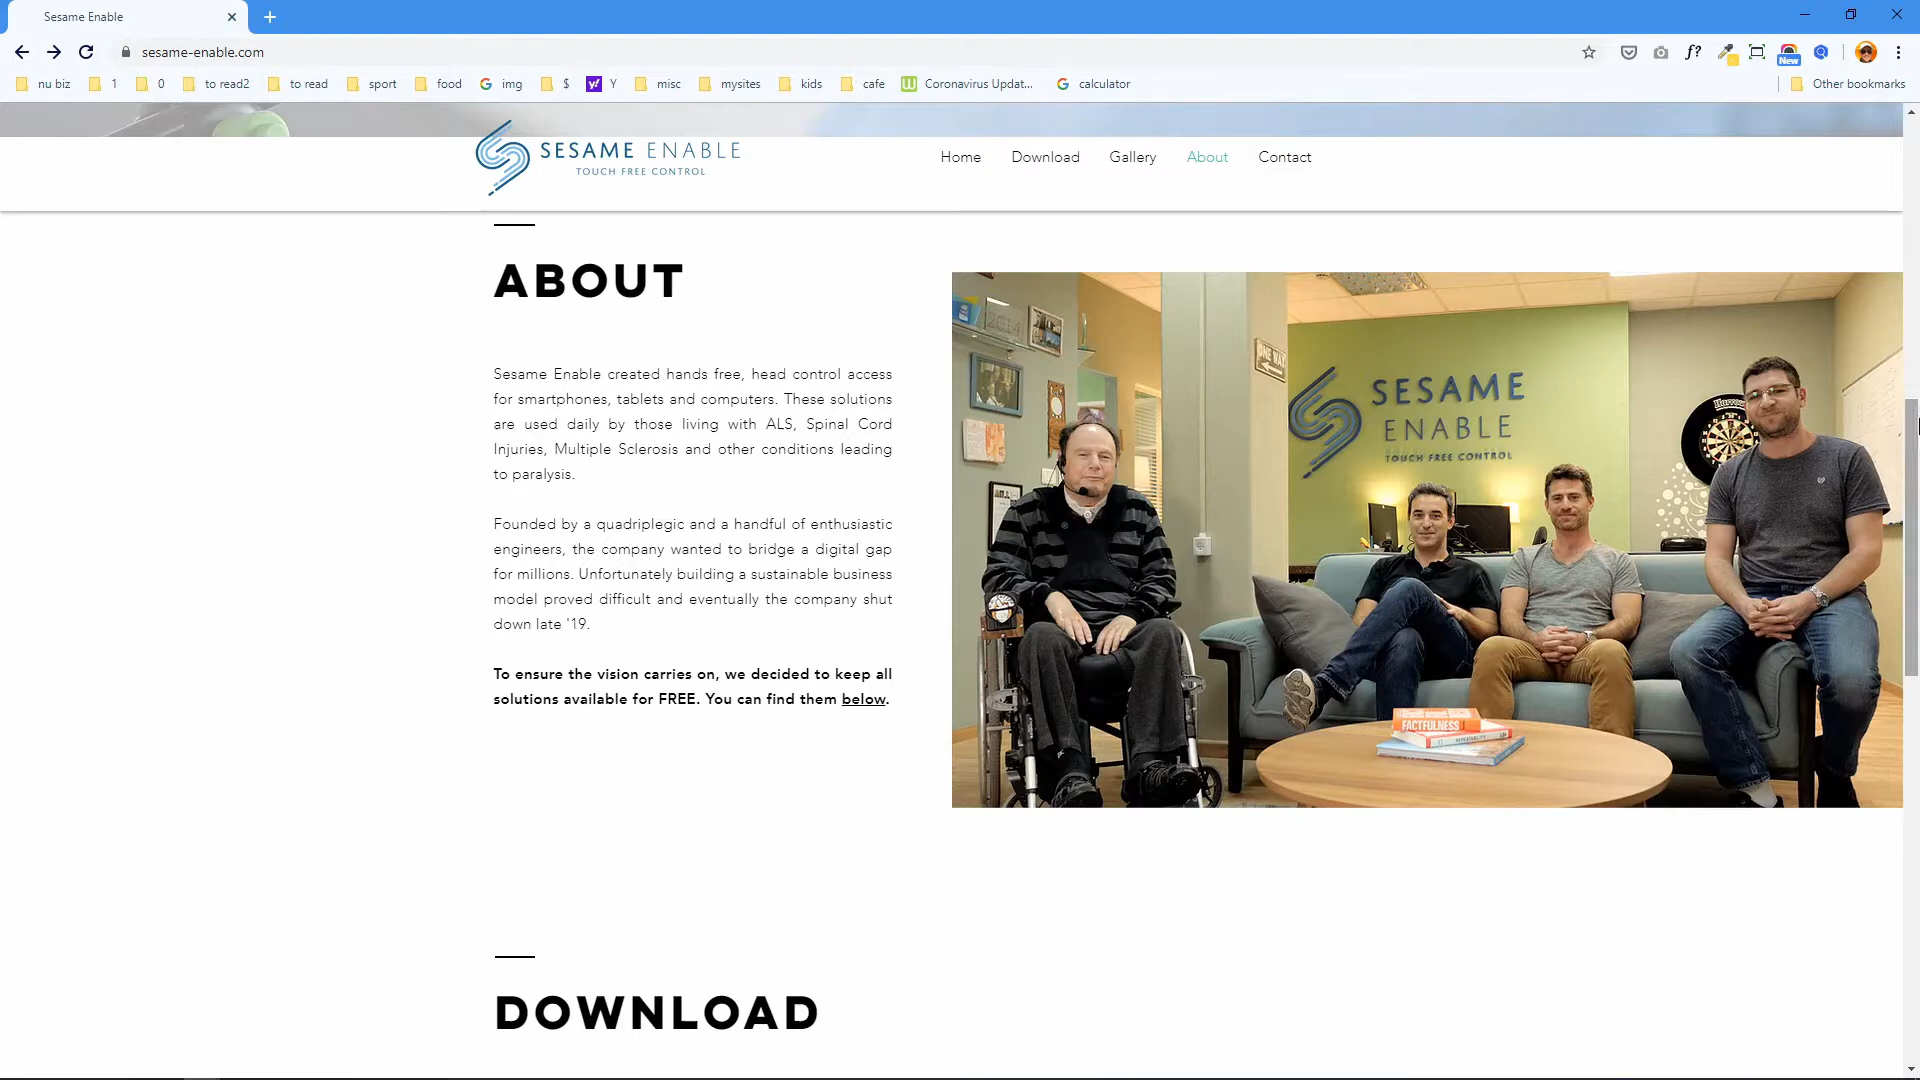 Sesame Enable
sesame-enable.com
New
nu biz 1 0 to read2 to read sport food img $ Y misc mysites kids cafe Coronavirus Updat... calculator Other bookmarks
SESAME ENABLE
TOUCH FREE CONTROL
Home Download Gallery About Contact
ABOUT
Sesame Enable created hands free, head control access
for smartphones, tablets and computers. These solutions
are used daily by those living with ALS, Spinal Cord
Injuries, Multiple Sclerosis and other conditions leading
to paralysis.
Founded by a quadriplegic and a handful of enthusiastic
engineers, the company wanted to bridge a digital gap
for millions. Unfortunately building a sustainable business
model proved difficult and eventually the company shut
down late '19.
To ensure the vision carries on, we decided to keep all
solutions available for FREE. You can find them below.
2014
ONE WAY
SESAME
ENABLE
TOUCH FREE CONTROL
Harrows
FACTFULNESS
DOWNLOAD